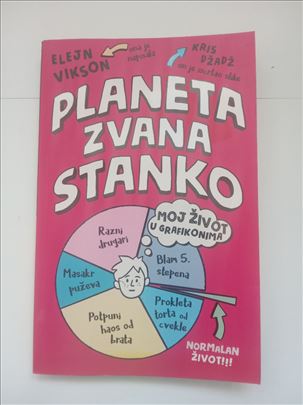 ELEJN
VIKSON
ona je
napisala
KRIS
DŽADŽ
on je nacrtao slike
PLANETA
ZVANA
STANKO
MOJ ŽIVOT
U GRAFIKONIMA
Razni
drugari
Blam 5.
stepena
Masakr
puževa
Prokleta
torta od
cvekle
Potpuni
haos od
brata
NORMALAN
ŽIVOT!!!